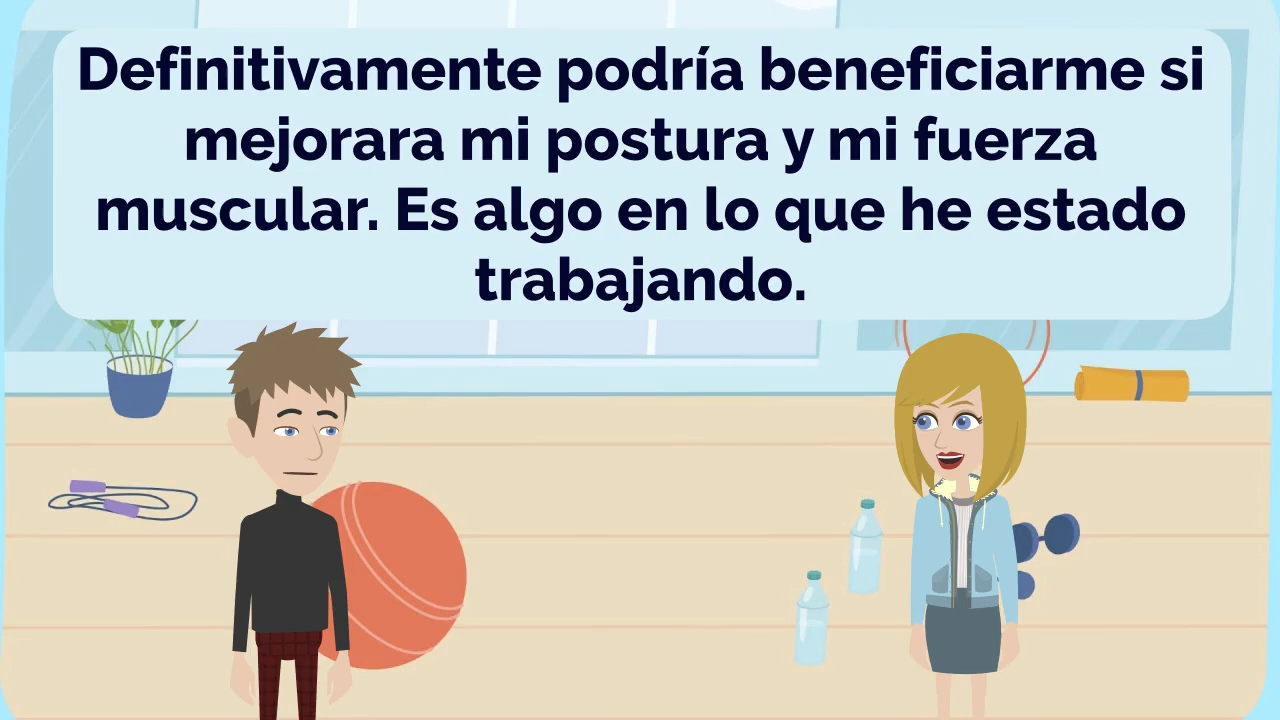 Definitivamente podría beneficiarme si
mejorara mi postura y mi fuerza
muscular. Es algo en lo que he estado
trabajando.